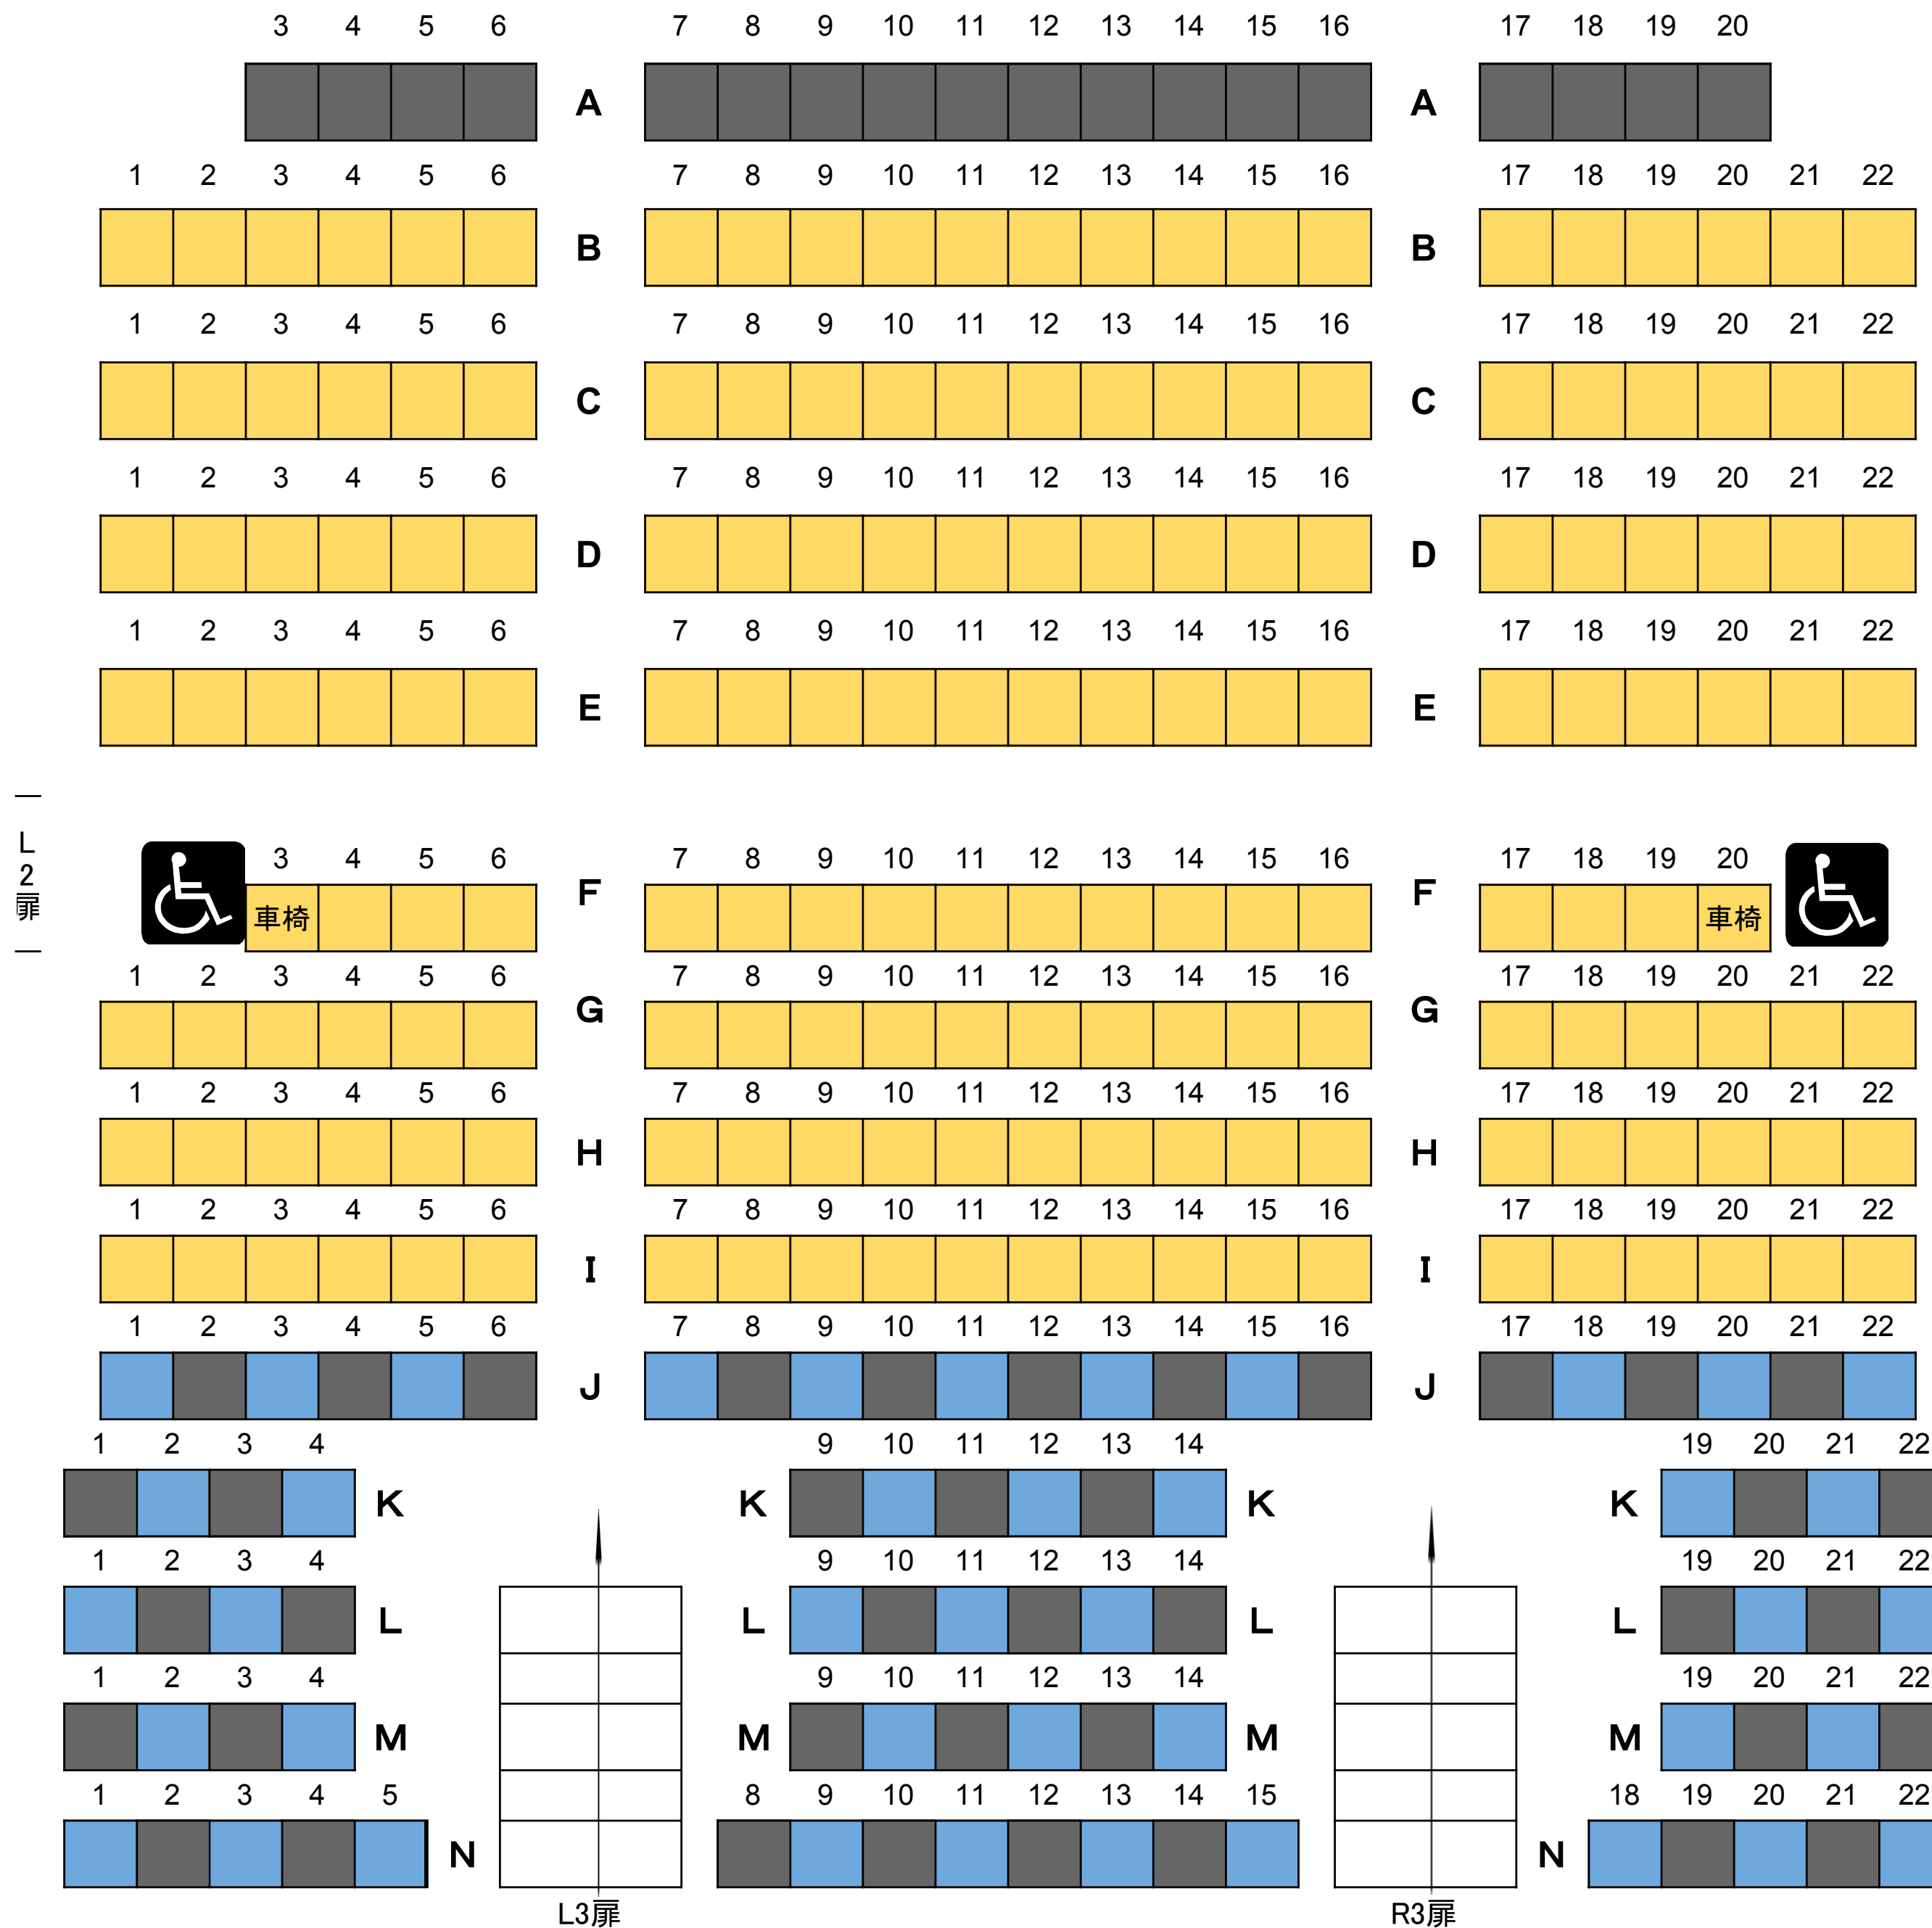 3 4 5 6 7 8 9 10 11 12 13 14 15 16 17 18 19 20
A A
1 2 3 4 5 6 7 8 9 10 11 12 13 14 15 16 17 18 19 20 21 22
B B
1 2 3 4 5 6 7 8 9 10 11 12 13 14 15 16 17 18 19 20 21 22
C C
1 2 3 4 5 6 7 8 9 10 11 12 13 14 15 16 17 18 19 20 21 22
D D
1 2 3 4 5 6 7 8 9 10 11 12 13 14 15 16 17 18 19 20 21 22
E E
L2扉
3 4 5 6 7 8 9 10 11 12 13 14 15 16 17 18 19 20
F F
車椅 車椅
1 2 3 4 5 6 7 8 9 10 11 12 13 14 15 16 17 18 19 20 21 22
G G
1 2 3 4 5 6 7 8 9 10 11 12 13 14 15 16 17 18 19 20 21 22
H H
1 2 3 4 5 6 7 8 9 10 11 12 13 14 15 16 17 18 19 20 21 22
I I
1 2 3 4 5 6 7 8 9 10 11 12 13 14 15 16 17 18 19 20 21 22
J J
1 2 3 4 9 10 11 12 13 14 19 20 21 22
K K K K
1 2 3 4 9 10 11 12 13 14 19 20 21 22
L L L L
1 2 3 4 9 10 11 12 13 14 19 20 21 22
M M M M
1 2 3 4 5 8 9 10 11 12 13 14 15 18 19 20 21 22
N N
L3扉 R3扉